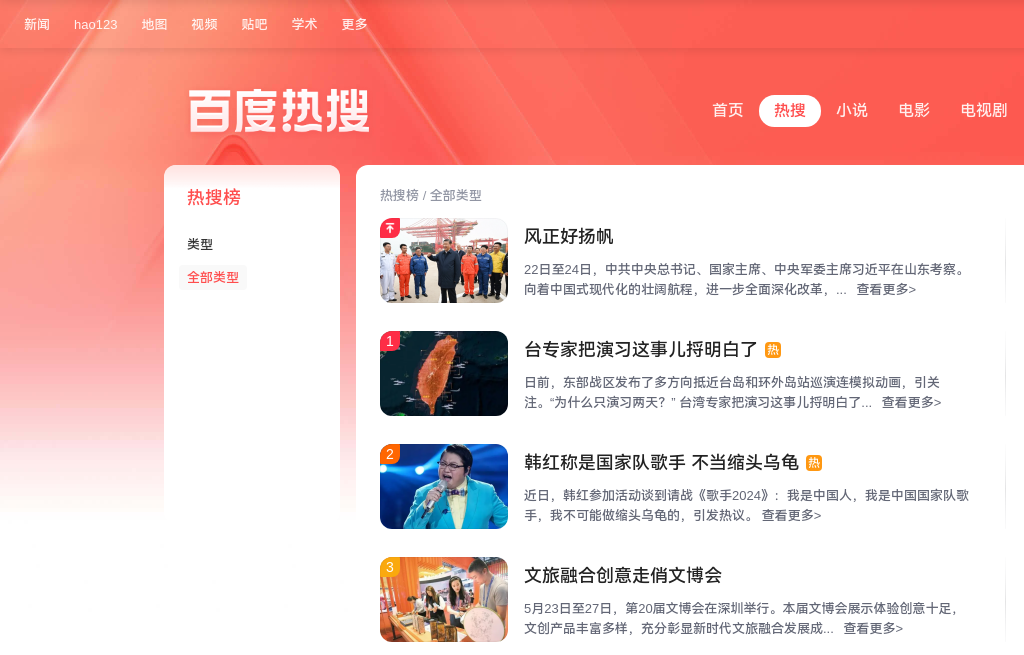 新闻 hao123 地图 视频 贴吧 学术 更多
百度热搜
首页 热搜 小说 电影 电视剧
热搜榜
类型
全部类型
热搜榜 / 全部类型
风正好扬帆
22日至24日，中共中央总书记、国家主席、中央军委主席习近平在山东考察。
向着中国式现代化的壮阔航程，进一步全面深化改革，... 查看更多>
1
台专家把演习这事儿捋明白了 热
日前，东部战区发布了多方向抵近台岛和环外岛站巡演连模拟动画，引关
注。“为什么只演习两天？” 台湾专家把演习这事儿捋明白了... 查看更多>
2
韩红称是国家队歌手 不当缩头乌龟 热
近日，韩红参加活动谈到请战《歌手2024》：我是中国人，我是中国国家队歌
手，我不可能做缩头乌龟的，引发热议。 查看更多>
3
文旅融合创意走俏文博会
5月23日至27日，第20届文博会在深圳举行。本届文博会展示体验创意十足，
文创产品丰富多样，充分彰显新时代文旅融合发展成... 查看更多>